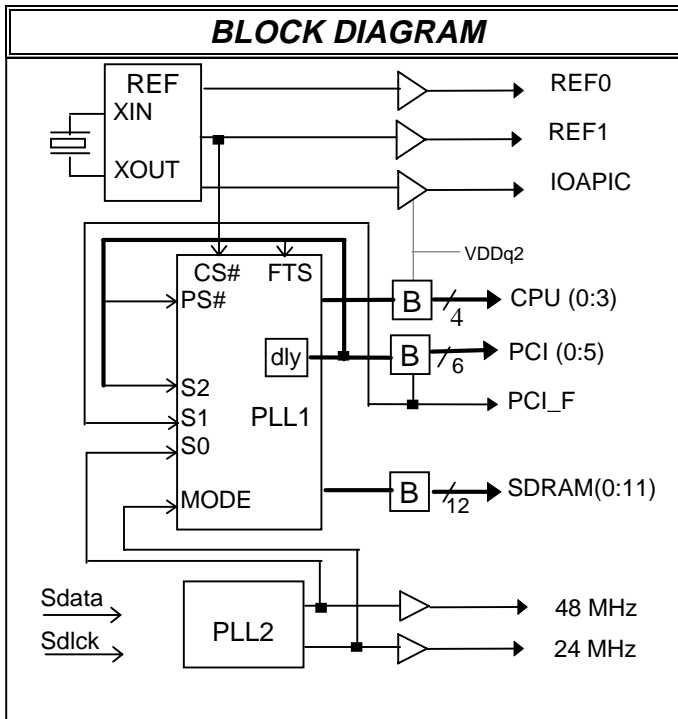 BLOCK DIAGRAM
REF
XIN
XOUT
REF0
REF1
IOAPIC
VDDq2
CS# FTS
PS#
S2
S1
S0
MODE
dly
PLL1
B
4
CPU (0:3)
B
6
PCI (0:5)
PCI_F
B
12
SDRAM(0:11)
Sdata
Sdlck
PLL2
48 MHz
24 MHz